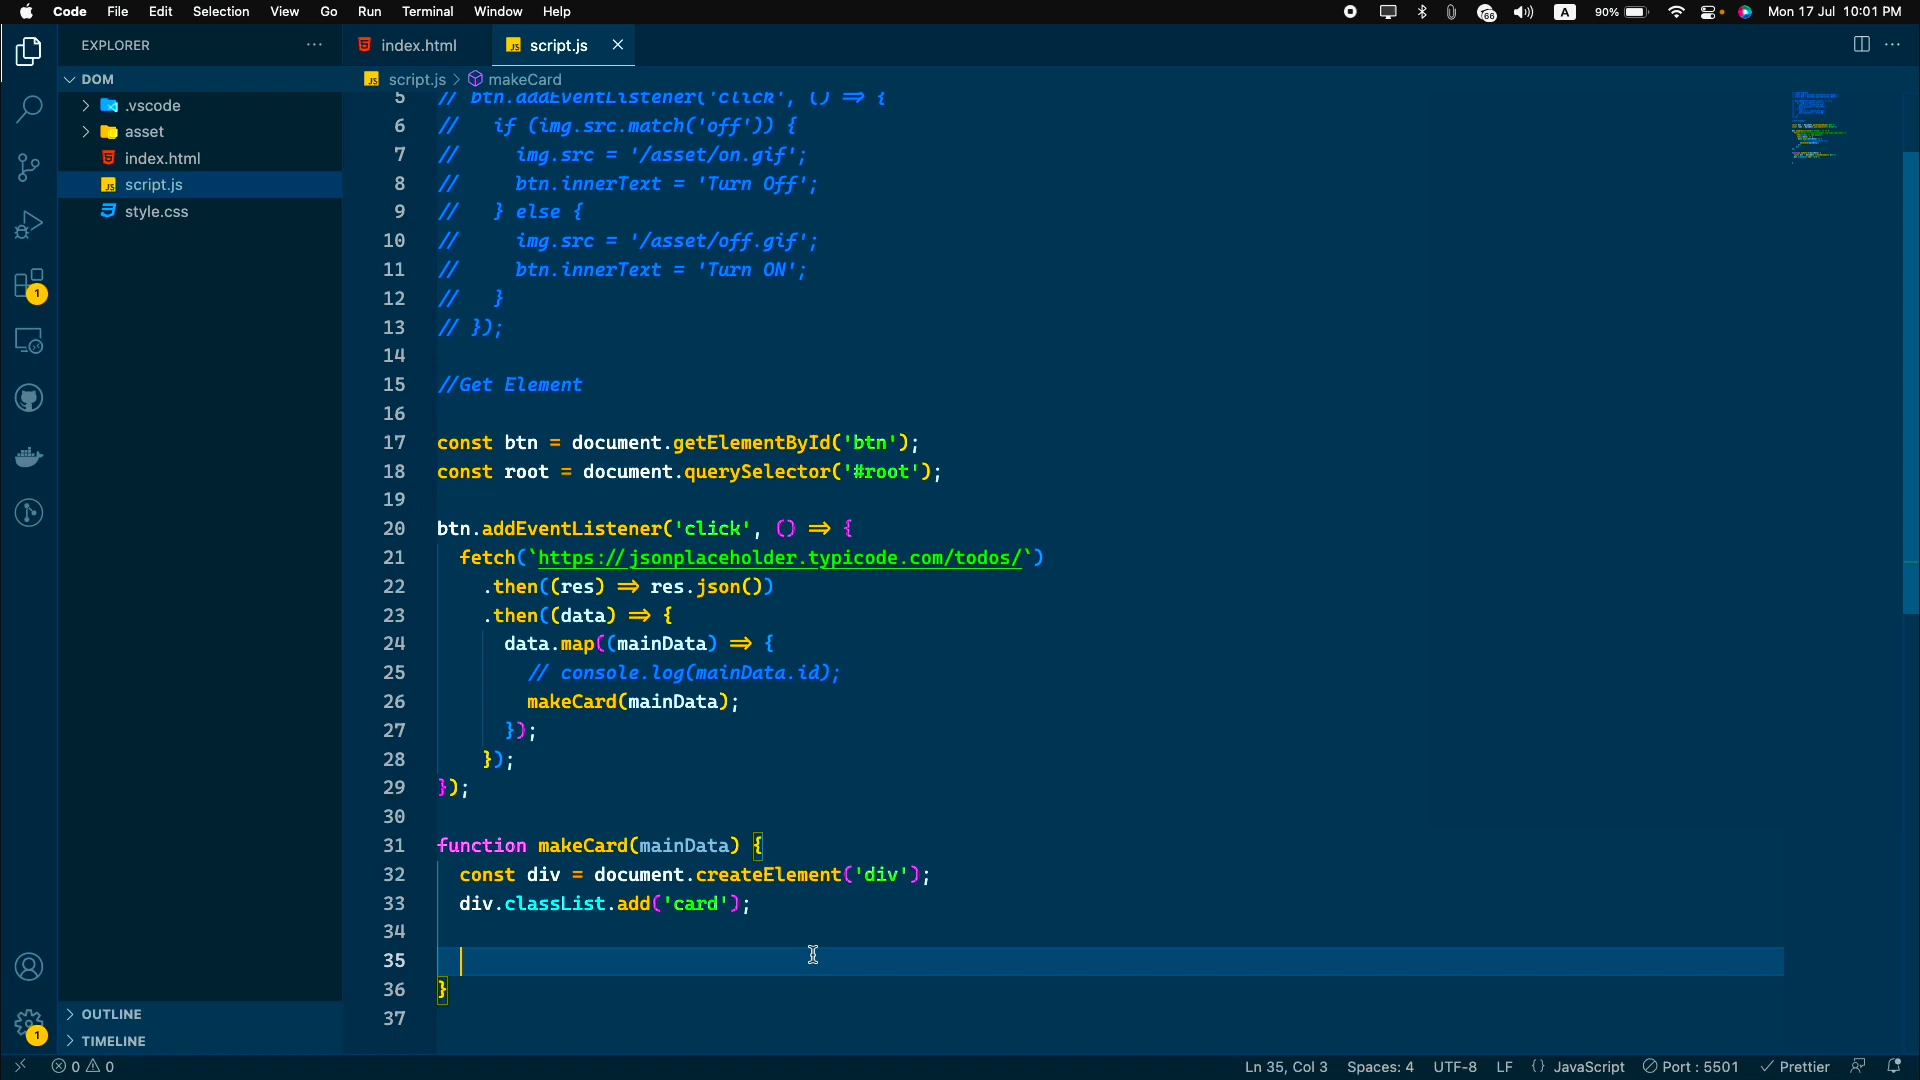 Code File Edit Selection View Go Run Terminal Window Help 66 A 90% Mon 17 Jul 10:01 PM
EXPLORER
index.html
JS script.js
DOM
JS script.js > makeCard
.vscode
asset
index.html
JS script.js
style.css
5 // btn.addEventListener('click', () => {
6 // if (img.src.match('off')) {
7 // img.src = '/asset/on.gif';
8 // btn.innerText = 'Turn Off';
9 // } else {
10 // img.src = '/asset/off.gif';
11 // btn.innerText = 'Turn ON';
12 // }
13 // });
14
15 //Get Element
16
17 const btn = document.getElementById('btn');
18 const root = document.querySelector('#root');
19
20 btn.addEventListener('click', () => {
21 fetch(`https://jsonplaceholder.typicode.com/todos/`)
22 .then((res) => res.json())
23 .then((data) => {
24 data.map((mainData) => {
25 // console.log(mainData.id);
26 makeCard(mainData);
27 });
28 });
29 });
30
31 function makeCard(mainData) {
32 const div = document.createElement('div');
33 div.classList.add('card');
34
35
36 }
37
1
1
OUTLINE
TIMELINE
0 0 Ln 35, Col 3 Spaces: 4 UTF-8 LF {} JavaScript Port : 5501 Prettier